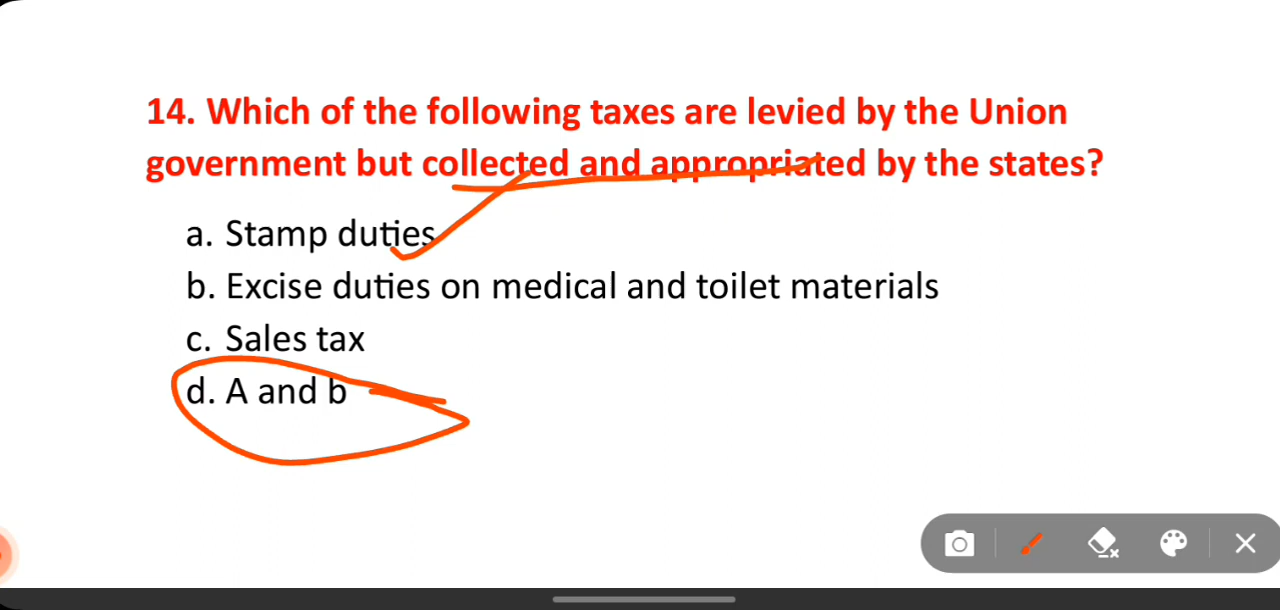 14. Which of the following taxes are levied by the Union
government but collected and appropriated by the states?
a. Stamp duties
b. Excise duties on medical and toilet materials
c. Sales tax
d. A and b